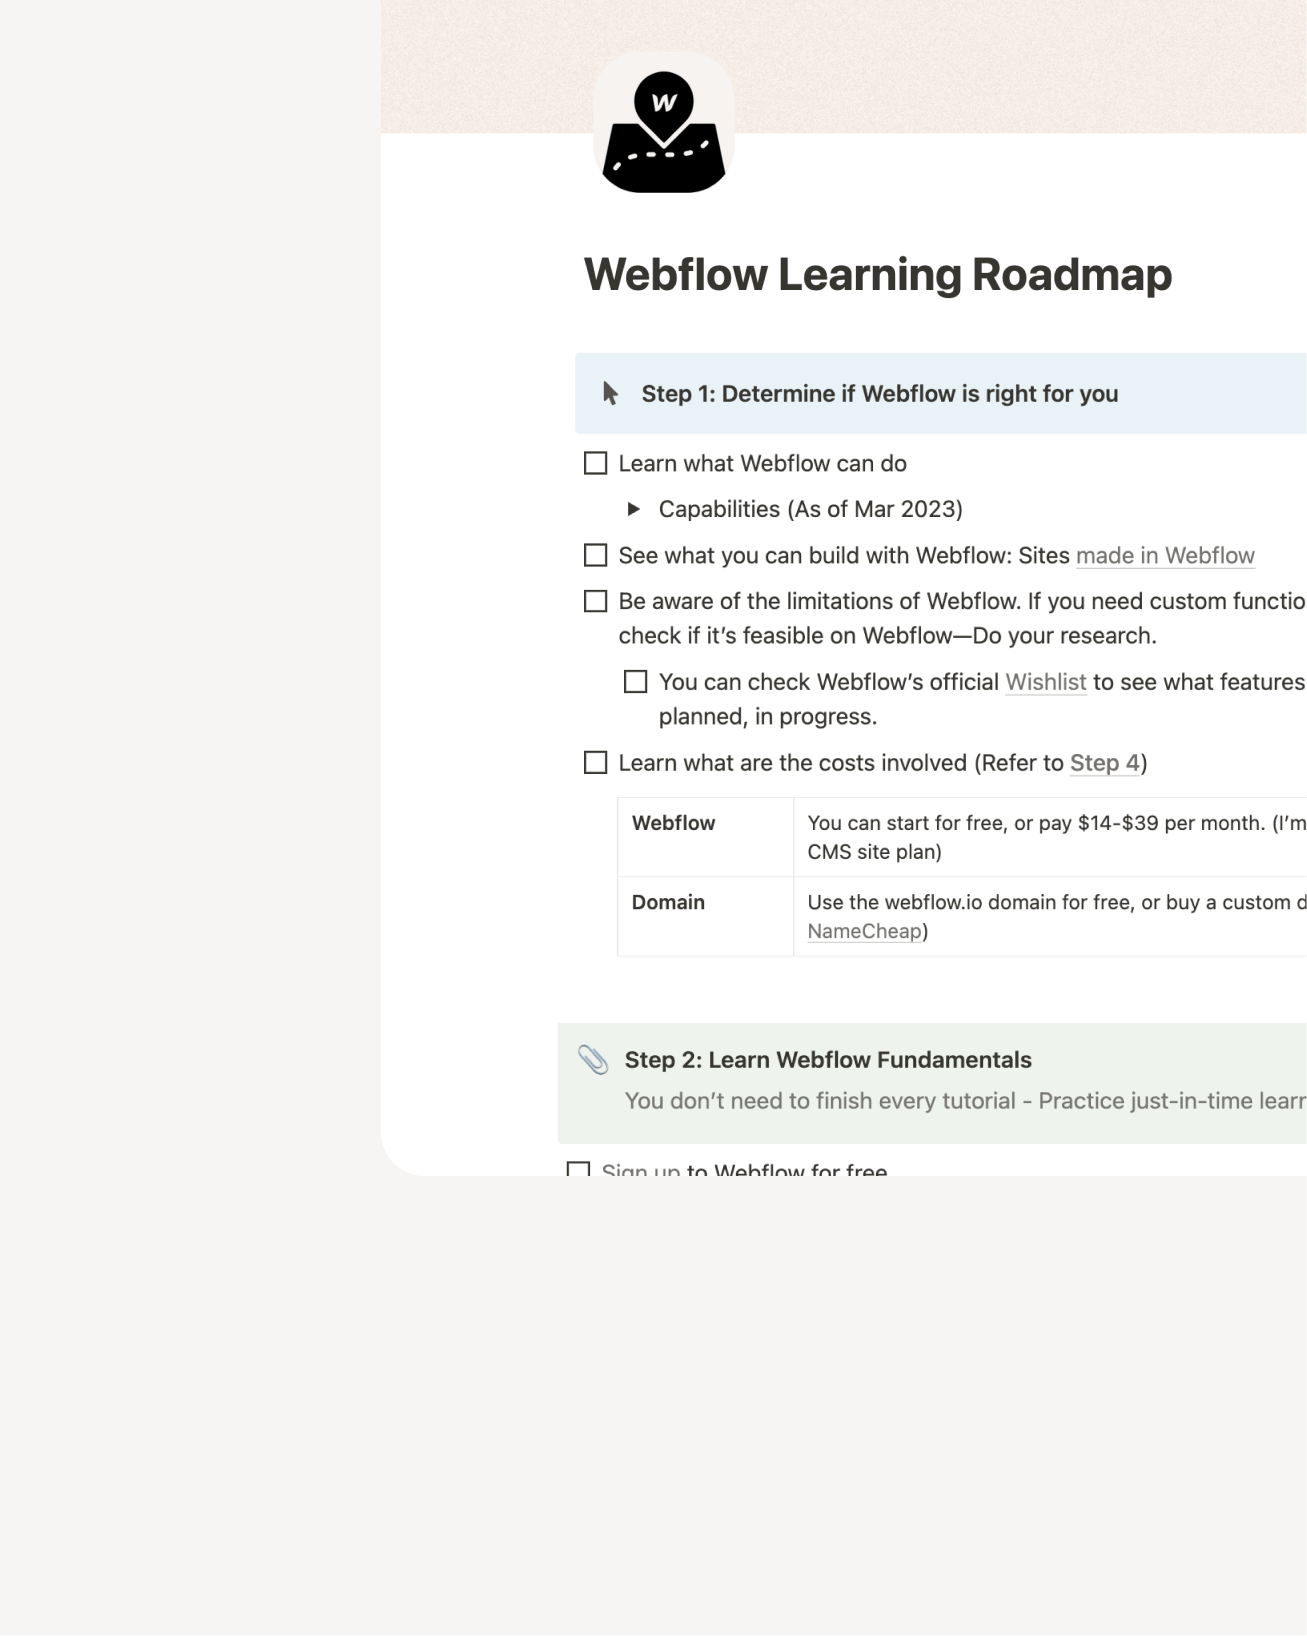 W
Webflow Learning Roadmap
Step 1: Determine if Webflow is right for you
Learn what Webflow can do
Capabilities (As of Mar 2023)
See what you can build with Webflow: Sites made in Webflow
Be aware of the limitations of Webflow. If you need custom functio
check if it’s feasible on Webflow—Do your research.
You can check Webflow’s official Wishlist to see what features
planned, in progress.
Learn what are the costs involved (Refer to Step 4)
Webflow
You can start for free, or pay $14-$39 per month. (I’m
CMS site plan)
Domain
Use the webflow.io domain for free, or buy a custom d
NameCheap)
Step 2: Learn Webflow Fundamentals
You don’t need to finish every tutorial - Practice just-in-time learn
Sign up to Webflow for free